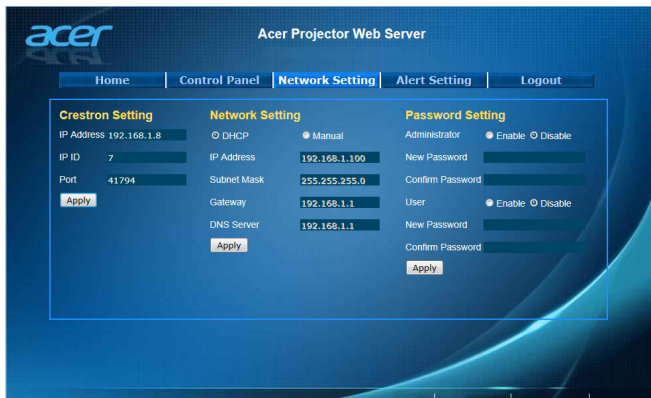 acer
Acer Projector Web Server
Home Control Panel Network Setting Alert Setting Logout
Crestron Setting
IP Address 192.168.1.8
IP ID 7
Port 41794
Apply
Network Setting
DHCP Manual
IP Address 192.168.1.100
Subnet Mask 255.255.255.0
Gateway 192.168.1.1
DNS Server 192.168.1.1
Apply
Password Setting
Administrator Enable Disable
New Password
Confirm Password
User Enable Disable
New Password
Confirm Password
Apply